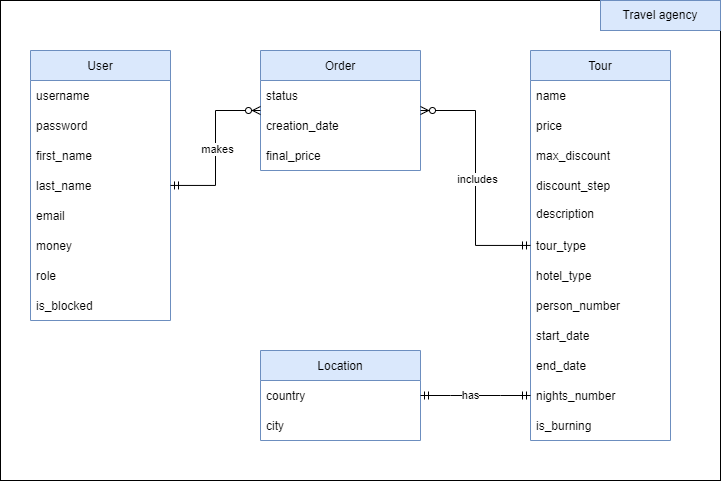 Travel agency
User
username
password
first_name
last_name
email
money
role
is_blocked
makes
Order
status
creation_date
final_price
includes
Tour
name
price
max_discount
discount_step
description
tour_type
hotel_type
person_number
start_date
end_date
nights_number
is_burning
Location
country
city
has